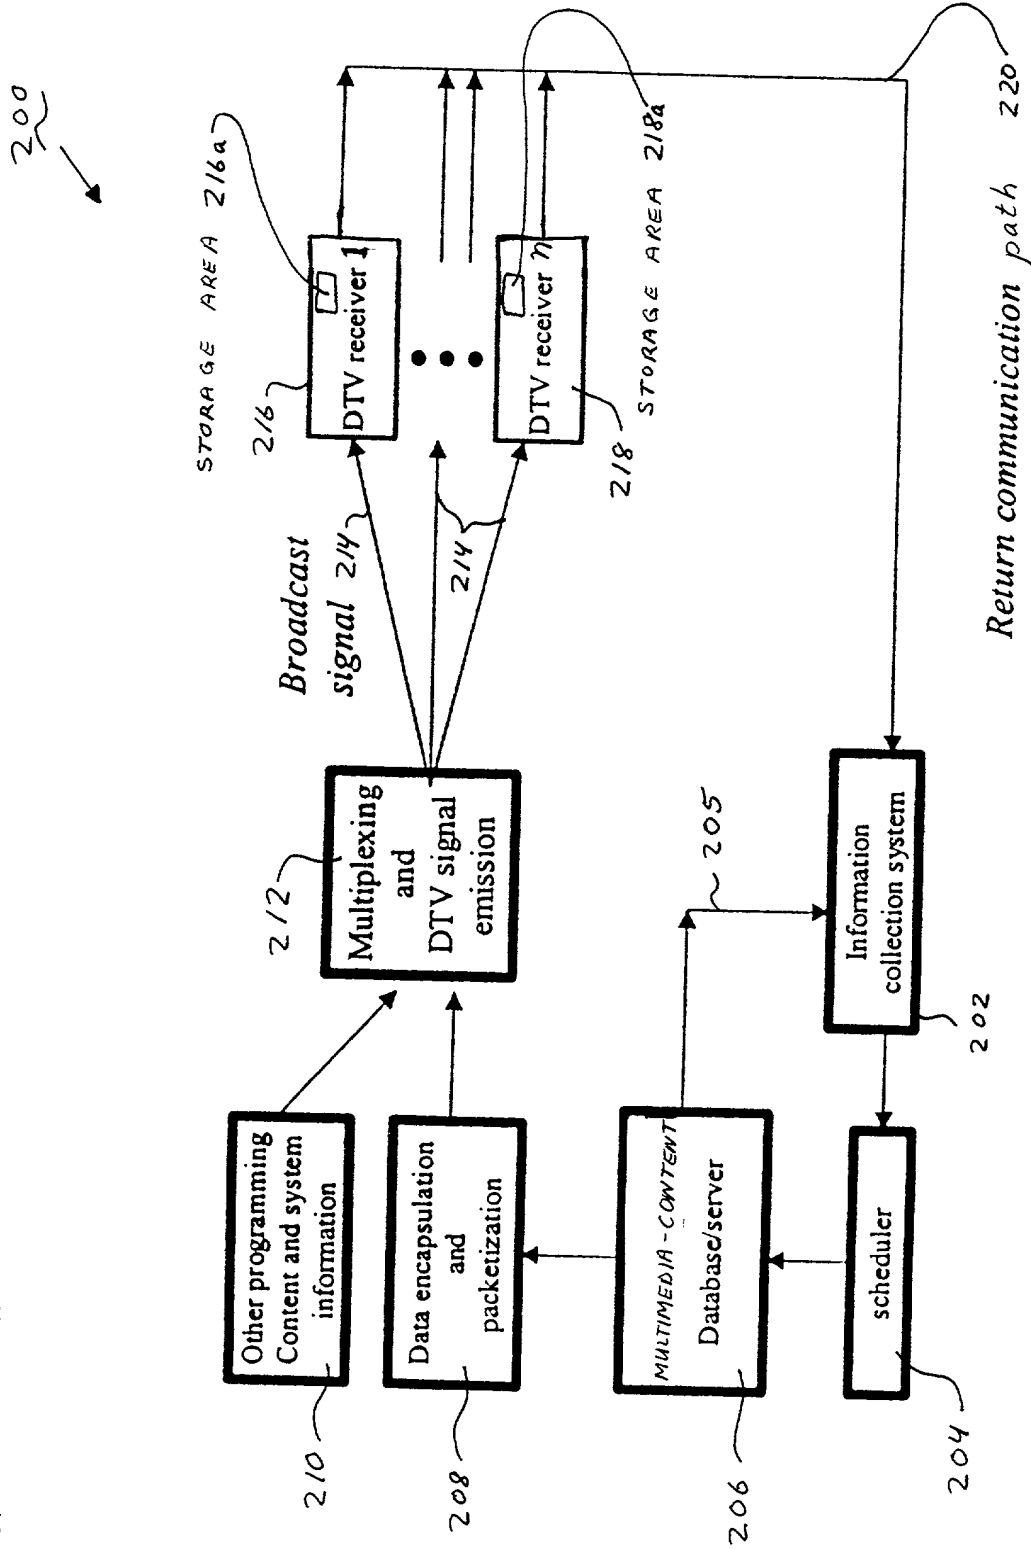 200
STORAGE AREA 216a
216
DTV receiver 1
Broadcast
signal 214
214
DTV receiver n
218
STORAGE AREA 218a
212
Multiplexing
and
DTV signal
emission
210
Other programming
Content and system
information
208
Data encapsulation
and
packetization
206
MULTIMEDIA-CONTENT
Database/server
205
204
scheduler
202
Information
collection system
Return communication path 220